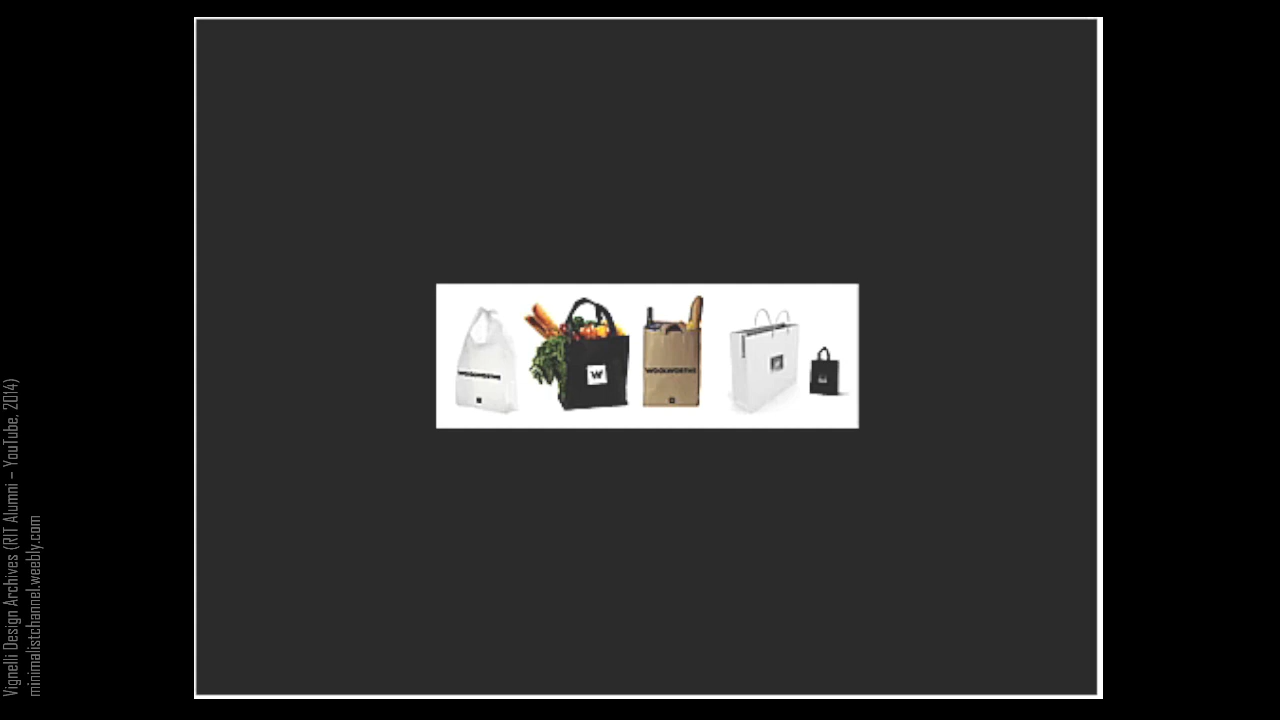 WOOLWORTHS
W
WOOLWORTHS
Vignelli Design Archives (RIT Alumni – YouTube, 2014)
minimalistchannel.weebly.com